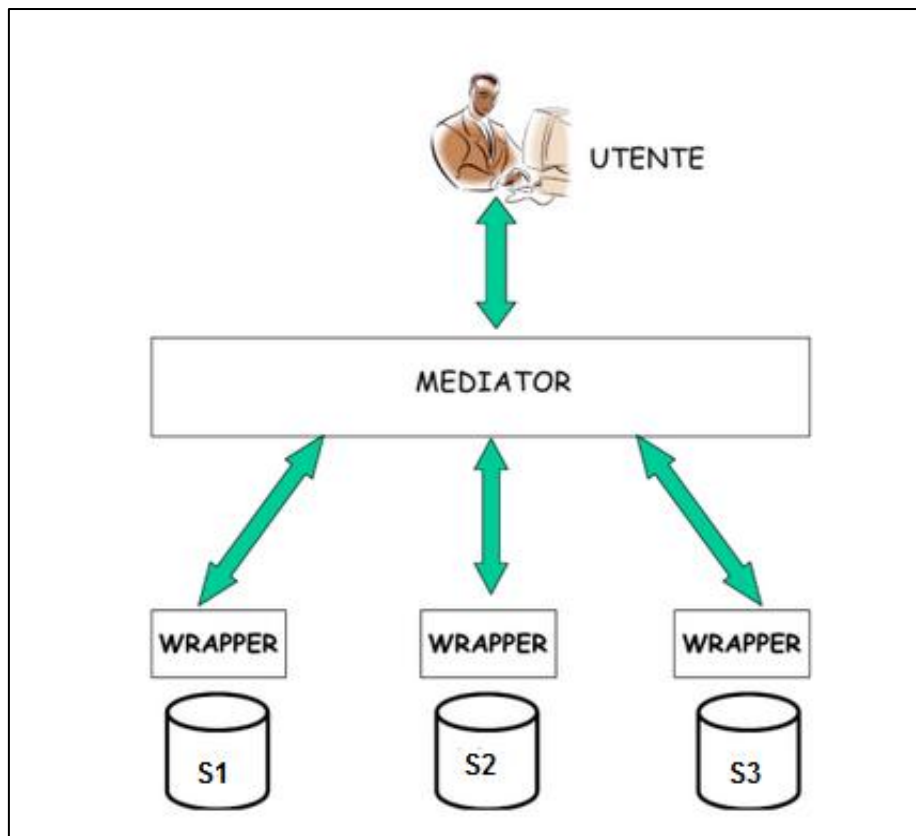 UTENTE
MEDIATOR
WRAPPER
WRAPPER
WRAPPER
S1
S2
S3